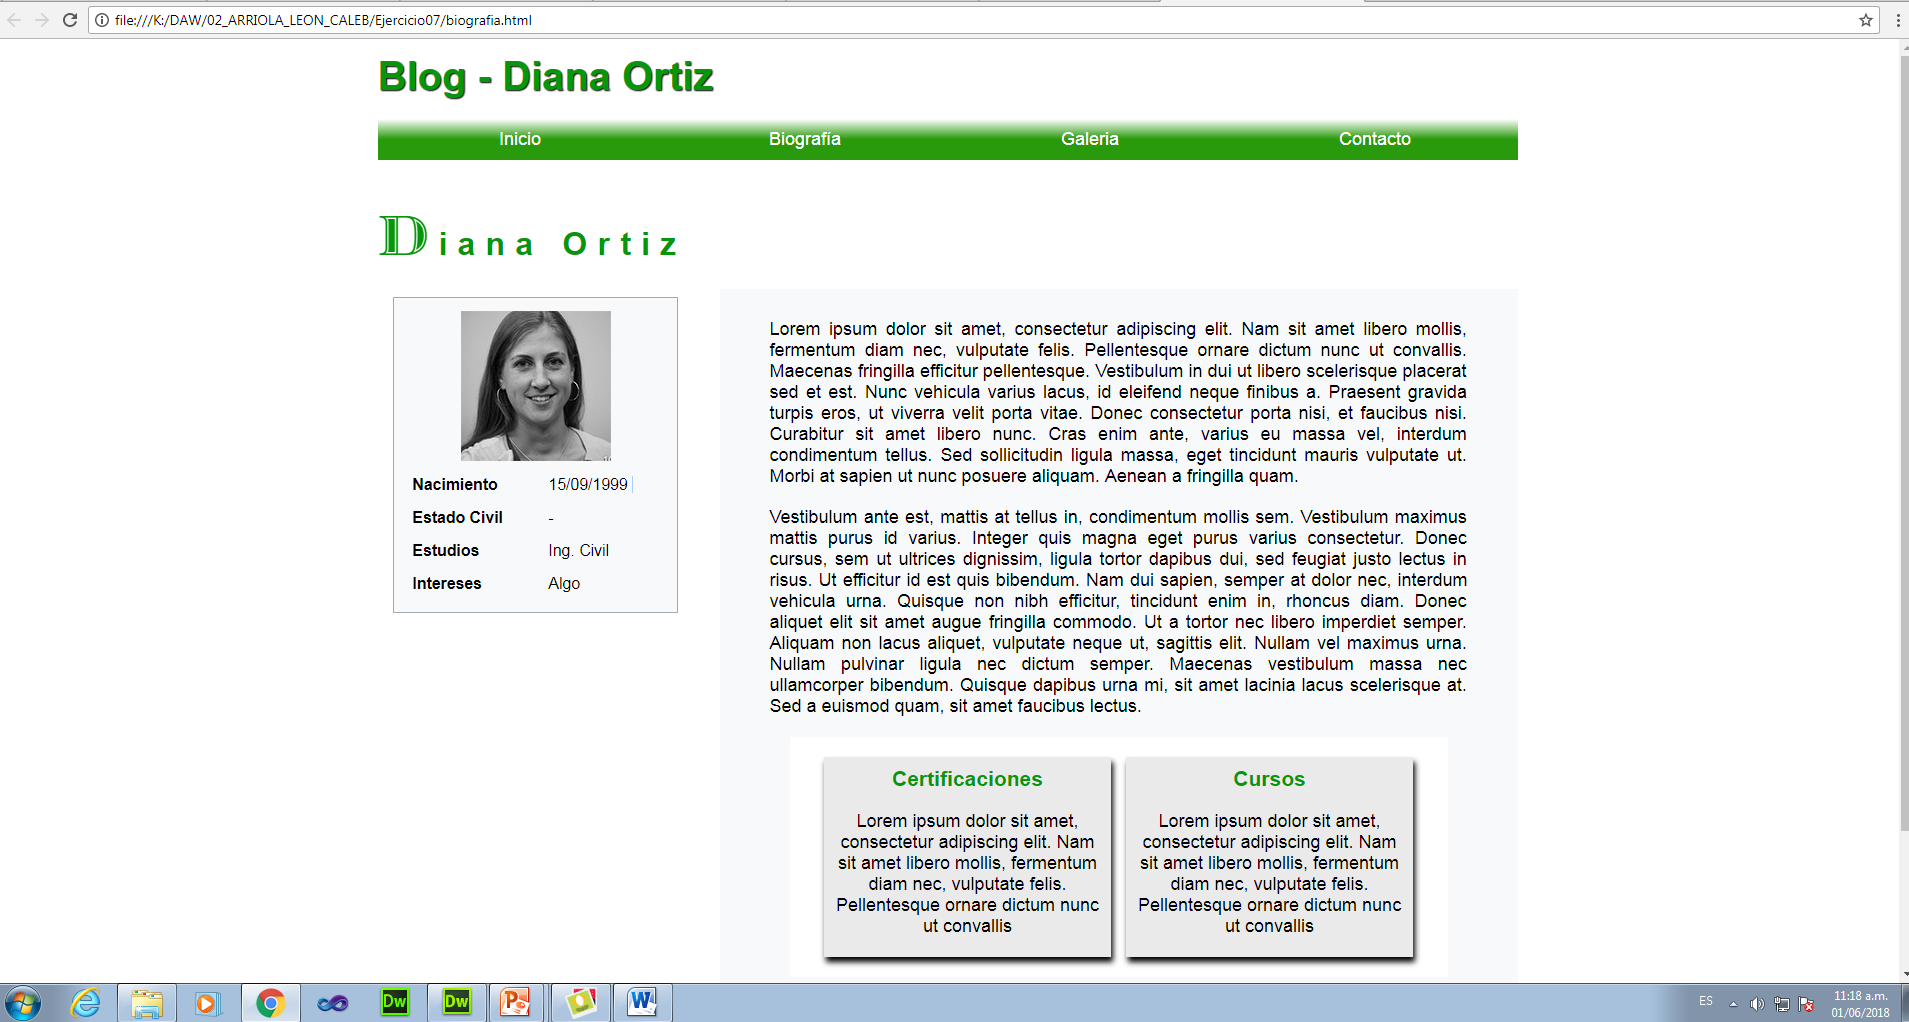 file:///K:/DAW/02_ARRIOLA_LEON_CALEB/Ejercicio07/biografia.html
Blog - Diana Ortiz
Inicio Biografía Galeria Contacto
Diana Ortiz
Nacimiento 15/09/1999
Estado Civil -
Estudios Ing. Civil
Intereses Algo
Lorem ipsum dolor sit amet, consectetur adipiscing elit. Nam sit amet libero mollis,
fermentum diam nec, vulputate felis. Pellentesque ornare dictum nunc ut convallis.
Maecenas fringilla efficitur pellentesque. Vestibulum in dui ut libero scelerisque placerat
sed et est. Nunc vehicula varius lacus, id eleifend neque finibus a. Praesent gravida
turpis eros, ut viverra velit porta vitae. Donec consectetur porta nisi, et faucibus nisi.
Curabitur sit amet libero nunc. Cras enim ante, varius eu massa vel, interdum
condimentum tellus. Sed sollicitudin ligula massa, eget tincidunt mauris vulputate ut.
Morbi at sapien ut nunc posuere aliquam. Aenean a fringilla quam.
Vestibulum ante est, mattis at tellus in, condimentum mollis sem. Vestibulum maximus
mattis purus id varius. Integer quis magna eget purus varius consectetur. Donec
cursus, sem ut ultrices dignissim, ligula tortor dapibus dui, sed feugiat justo lectus in
risus. Ut efficitur id est quis bibendum. Nam dui sapien, semper at dolor nec, interdum
vehicula urna. Quisque non nibh efficitur, tincidunt enim in, rhoncus diam. Donec
aliquet elit sit amet augue fringilla commodo. Ut a tortor nec libero imperdiet semper.
Aliquam non lacus aliquet, vulputate neque ut, sagittis elit. Nullam vel maximus urna.
Nullam pulvinar ligula nec dictum semper. Maecenas vestibulum massa nec
ullamcorper bibendum. Quisque dapibus urna mi, sit amet lacinia lacus scelerisque at.
Sed a euismod quam, sit amet faucibus lectus.
Certificaciones
Lorem ipsum dolor sit amet,
consectetur adipiscing elit. Nam
sit amet libero mollis, fermentum
diam nec, vulputate felis.
Pellentesque ornare dictum nunc
ut convallis
Cursos
Lorem ipsum dolor sit amet,
consectetur adipiscing elit. Nam
sit amet libero mollis, fermentum
diam nec, vulputate felis.
Pellentesque ornare dictum nunc
ut convallis
Dw
Dw
P
W
ES
11:18 a.m.
01/06/2018